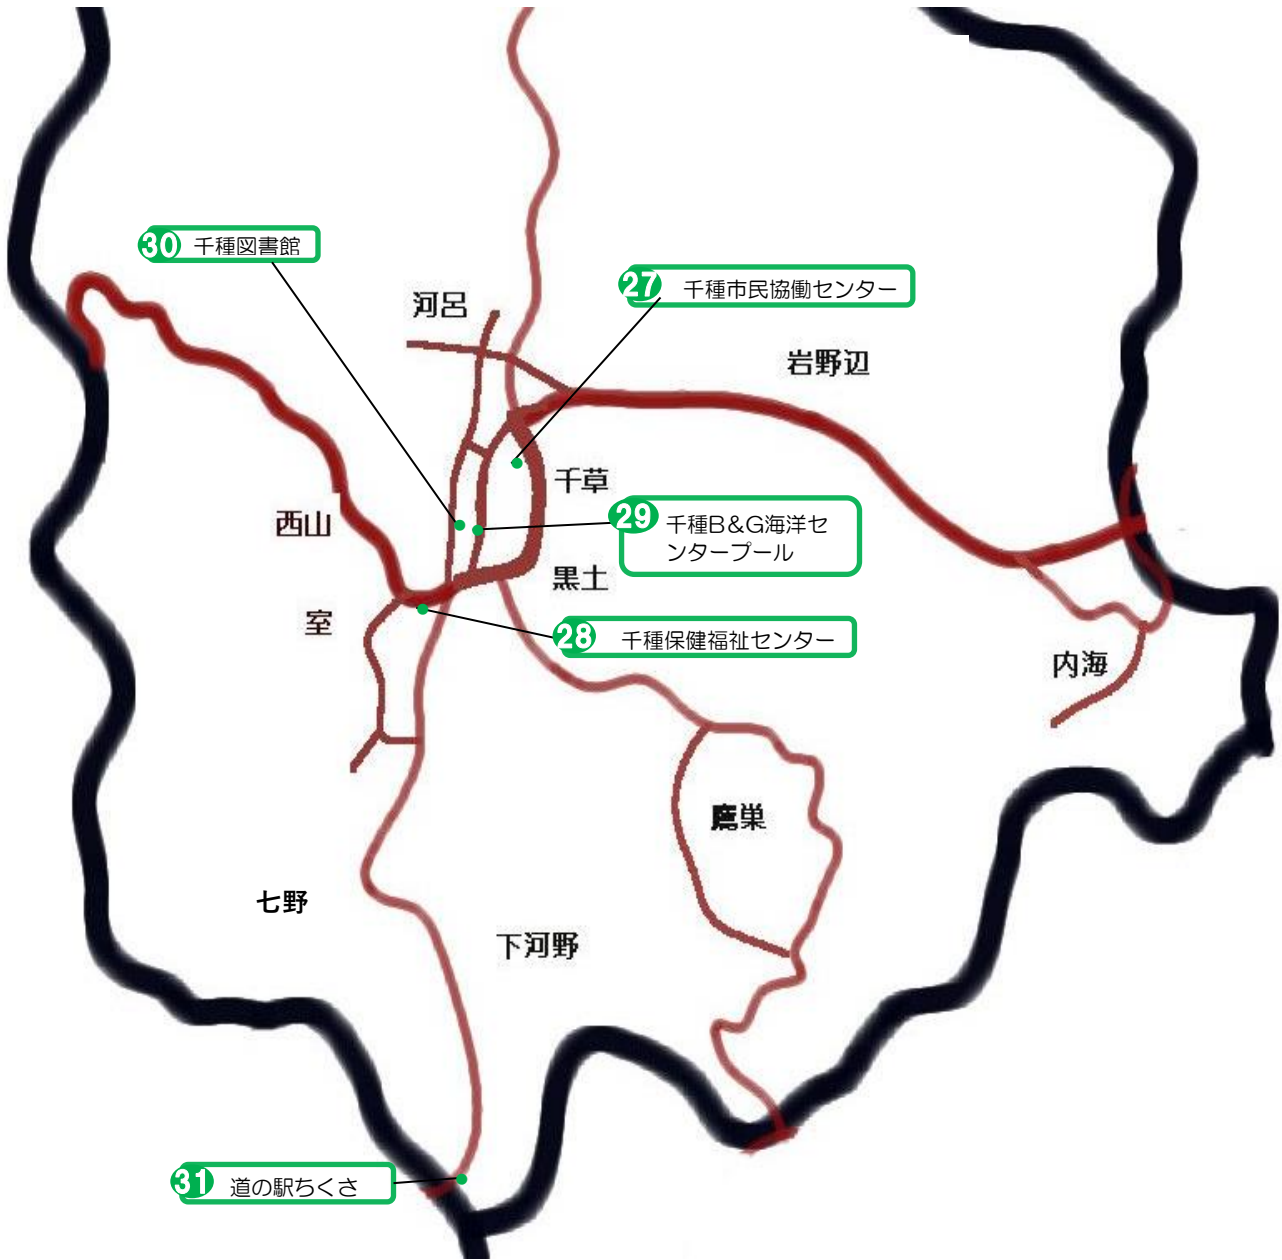 30 千種図書館
27 千種市民協働センター
河呂
岩野辺
千草
西山
29 千種B&G海洋セ
ンタープール
黒土
室
28 千種保健福祉センター
内海
鷹巣
七野
下河野
31 道の駅ちくさ